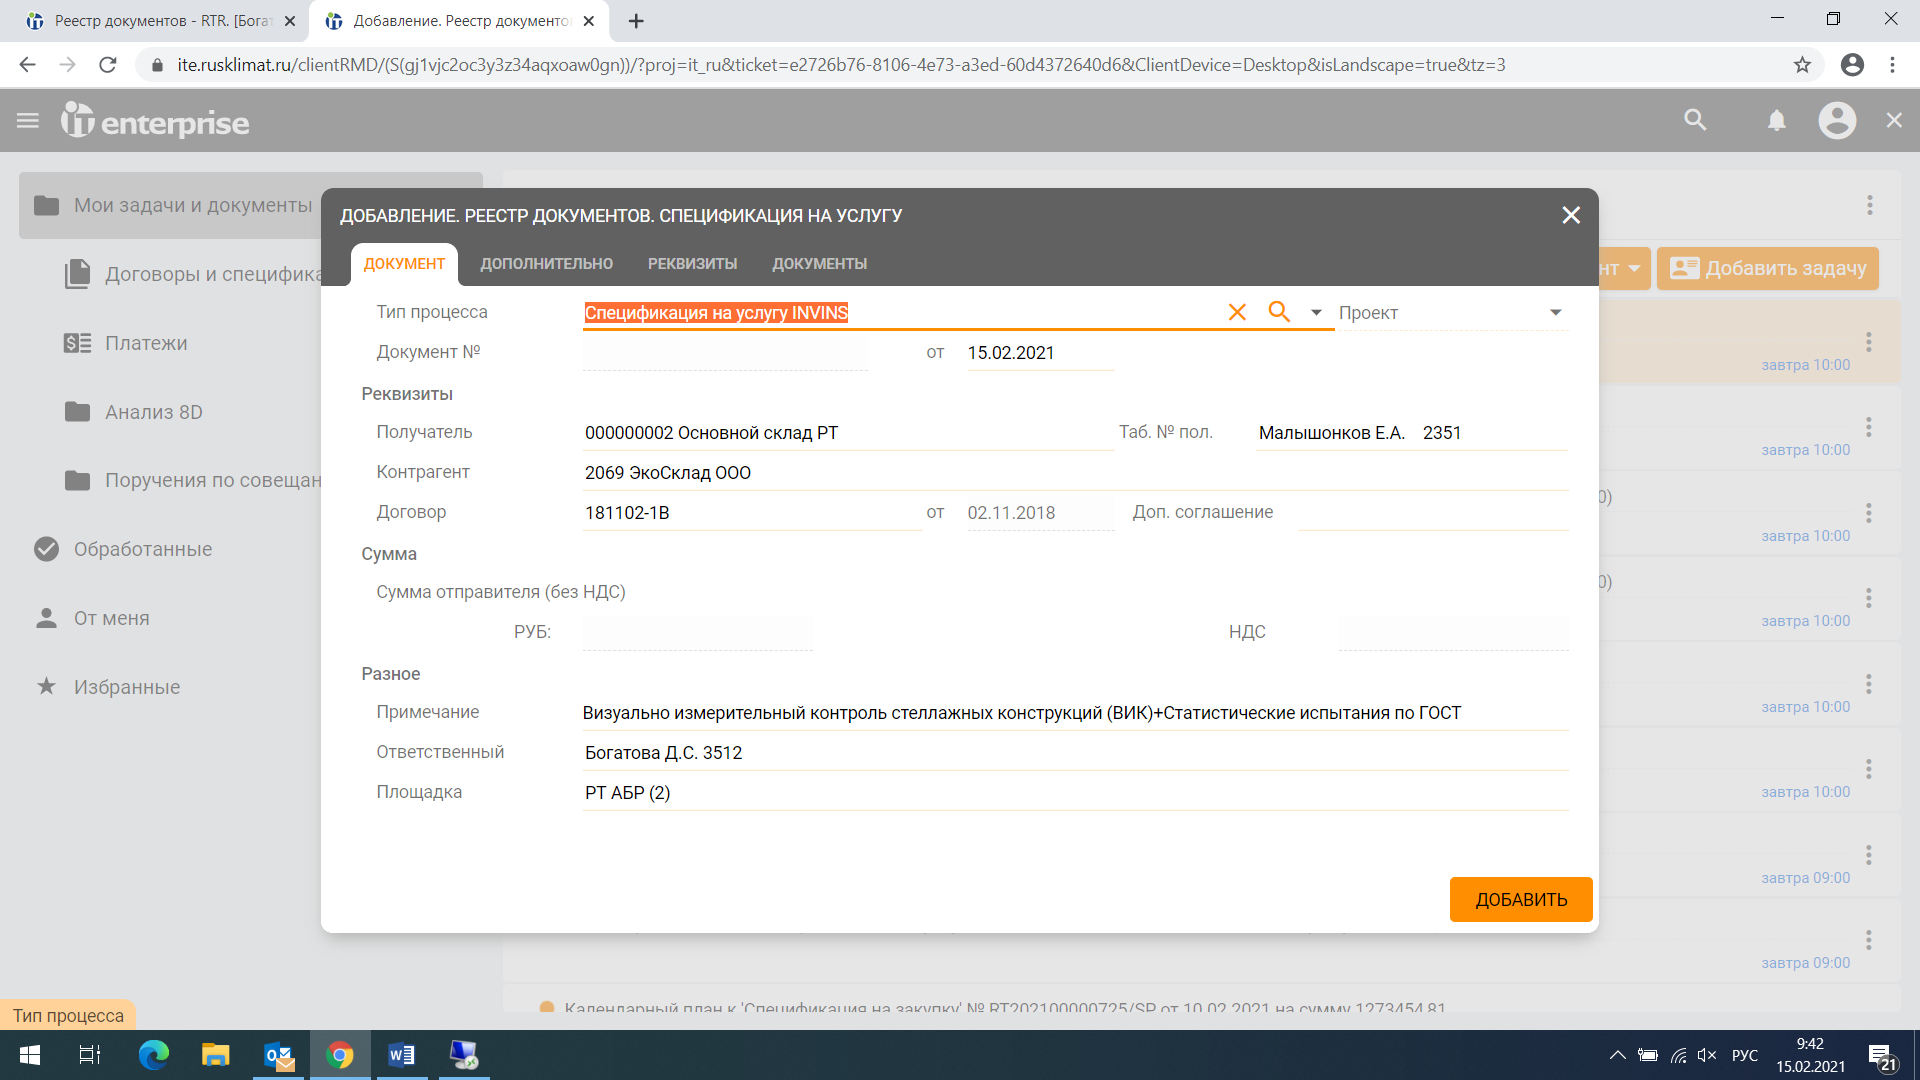 Реестр документов - RTR. [Бога
Добавление. Реестр документо
ite.rusklimat.ru/clientRMD/(S(gj1vjc2oc3y3z34aqxoaw0gn))/?proj=it_ru&ticket=e2726b76-8106-4e73-a3ed-60d4372640d6&ClientDevice=Desktop&isLandscape=true&tz=3
it enterprise
Мои задачи и документы
Договоры и специфика
Платежи
Анализ 8D
Поручения по совещан
Обработанные
От меня
Избранные
ДОБАВЛЕНИЕ. РЕЕСТР ДОКУМЕНТОВ. СПЕЦИФИКАЦИЯ НА УСЛУГУ
ДОКУМЕНТ ДОПОЛНИТЕЛЬНО РЕКВИЗИТЫ ДОКУМЕНТЫ
Тип процесса Спецификация на услугу INVINS Проект
Документ № от 15.02.2021
Реквизиты
Получатель 000000002 Основной склад РТ Таб. № пол. Малышонков Е.А. 2351
Контрагент 2069 ЭкоСклад ООО
Договор 181102-1В от 02.11.2018 Доп. соглашение
Сумма
Сумма отправителя (без НДС)
РУБ: НДС
Разное
Примечание Визуально измерительный контроль стеллажных конструкций (ВИК)+Статистические испытания по ГОСТ
Ответственный Богатова Д.С. 3512
Площадка РТ АБР (2)
ДОБАВИТЬ
нт Добавить задачу
завтра 10:00
завтра 10:00
0)
завтра 10:00
0)
завтра 10:00
завтра 10:00
завтра 10:00
завтра 09:00
завтра 09:00
Календарный план к 'Спецификация на закупку' № RT202100000725/SP от 10.02.2021 на сумму 1273454.81
Тип процесса
РУС
9:42
15.02.2021
21